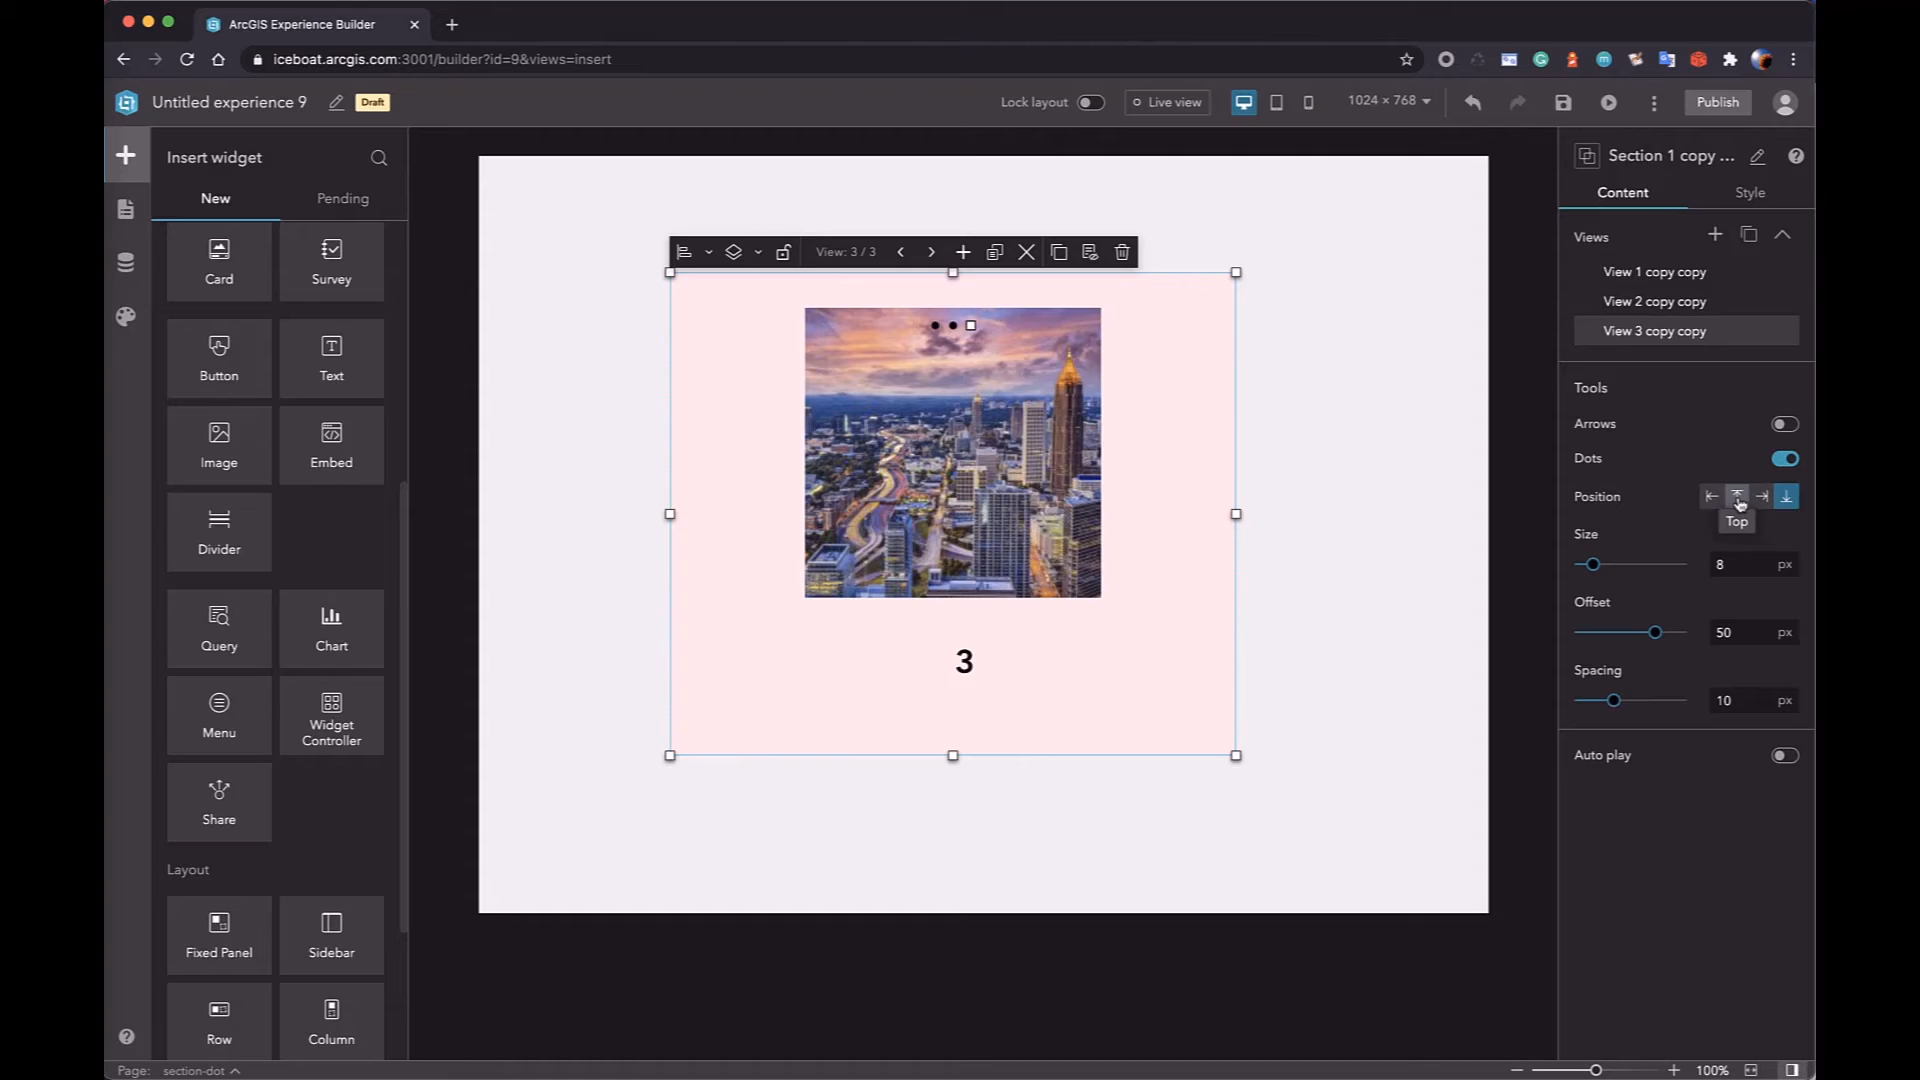 ArcGIS Experience Builder
iceboat.arcgis.com:3001/builder?id=9&views=insert
Untitled experience 9
Draft
Lock layout
Live view
1024 × 768
Publish
Insert widget
New
Pending
Card
Survey
Button
Text
Image
Embed
Divider
Query
Chart
Menu
Widget
Controller
Share
Layout
Fixed Panel
Sidebar
Row
Column
View: 3 / 3
3
Section 1 copy ...
Content
Style
Views
View 1 copy copy
View 2 copy copy
View 3 copy copy
Tools
Arrows
Dots
Position
Top
Size
8 px
Offset
50 px
Spacing
10 px
Auto play
Page: section-dot
100%